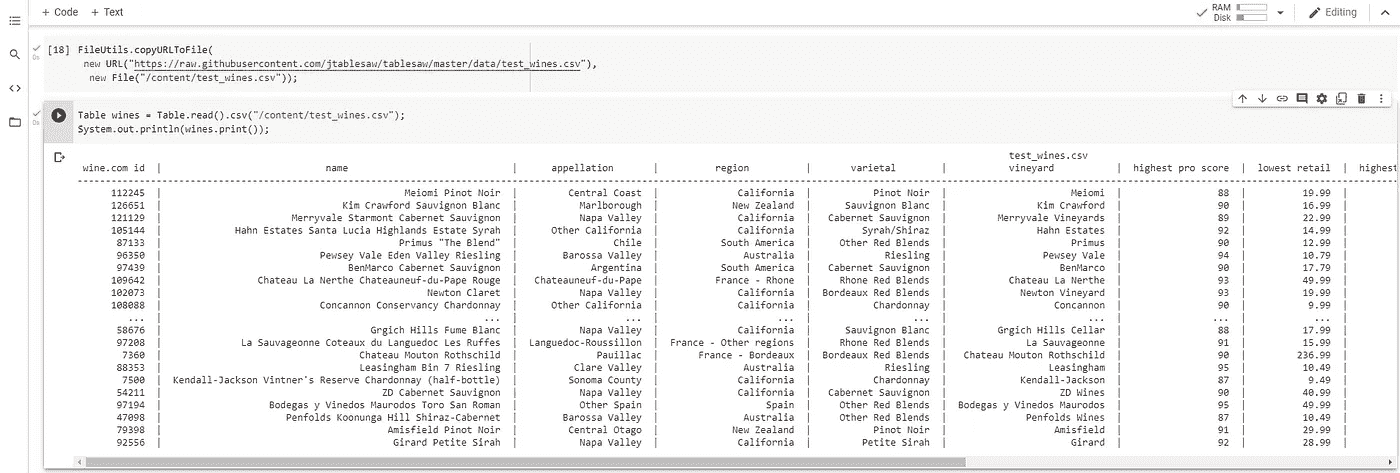 + Code + Text RAM Disk Editing
[18] FileUtils.copyURLToFile(
new URL("https://raw.githubusercontent.com/jtablesaw/tablesaw/master/data/test_wines.csv"),
new File("/content/test_wines.csv"));
0s
Table wines = Table.read().csv("/content/test_wines.csv");
0s
System.out.println(wines.print());
test_wines.csv
wine.com id | name | appellation | region | varietal | vineyard | highest pro score | lowest retail | highest
112245 | Meiomi Pinot Noir | Central Coast | California | Pinot Noir | Meiomi | 88 | 19.99 |
126651 | Kim Crawford Sauvignon Blanc | Marlborough | New Zealand | Sauvignon Blanc | Kim Crawford | 90 | 16.99 |
121129 | Merryvale Starmont Cabernet Sauvignon | Napa Valley | California | Cabernet Sauvignon | Merryvale Vineyards | 89 | 22.99 |
105144 | Hahn Estates Santa Lucia Highlands Estate Syrah | Other California | California | Syrah/Shiraz | Hahn Estates | 92 | 14.99 |
87133 | Primus "The Blend" | Chile | South America | Other Red Blends | Primus | 90 | 12.99 |
96350 | Pewsey Vale Eden Valley Riesling | Barossa Valley | Australia | Riesling | Pewsey Vale | 94 | 10.79 |
97439 | BenMarco Cabernet Sauvignon | Argentina | South America | Cabernet Sauvignon | BenMarco | 90 | 17.79 |
109642 | Chateau La Nerthe Chateauneuf-du-Pape Rouge | Chateauneuf-du-Pape | France - Rhone | Rhone Red Blends | Chateau La Nerthe | 93 | 49.99 |
102073 | Newton Claret | Napa Valley | California | Bordeaux Red Blends | Newton Vineyard | 93 | 19.99 |
108088 | Concannon Conservancy Chardonnay | Other California | California | Chardonnay | Concannon | 90 | 9.99 |
... | ... | ... | ... | ... | ... | ... | ... |
58676 | Grgich Hills Fume Blanc | Napa Valley | California | Sauvignon Blanc | Grgich Hills Cellar | 88 | 17.99 |
97208 | La Sauvageonne Coteaux du Languedoc Les Ruffes | Languedoc-Roussillon | France - Other regions | Rhone Red Blends | La Sauvageonne | 91 | 15.99 |
7360 | Chateau Mouton Rothschild | Pauillac | France - Bordeaux | Bordeaux Red Blends | Chateau Mouton Rothschild | 90 | 236.99 |
88353 | Leasingham Bin 7 Riesling | Clare Valley | Australia | Riesling | Leasingham | 95 | 10.49 |
7500 | Kendall-Jackson Vintner's Reserve Chardonnay (half-bottle) | Sonoma County | California | Chardonnay | Kendall-Jackson | 87 | 9.49 |
54211 | ZD Cabernet Sauvignon | Napa Valley | California | Cabernet Sauvignon | ZD Wines | 90 | 40.99 |
97194 | Bodegas y Vinedos Maurodos Toro San Roman | Other Spain | Spain | Other Red Blends | Bodegas y Vinedos Maurodos | 95 | 49.99 |
47098 | Penfolds Koonunga Hill Shiraz-Cabernet | Barossa Valley | Australia | Other Red Blends | Penfolds Wines | 87 | 10.49 |
79398 | Amisfield Pinot Noir | Central Otago | New Zealand | Pinot Noir | Amisfield | 91 | 29.99 |
92556 | Girard Petite Sirah | Napa Valley | California | Petite Sirah | Girard | 92 | 28.99 |